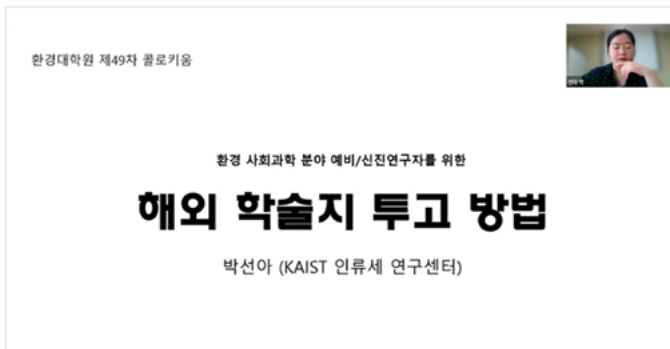 환경대학원 제49차 콜로키움
환경 사회과학 분야 예비/신진연구자를 위한
해외 학술지 투고 방법
박선아 (KAIST 인류세 연구센터)